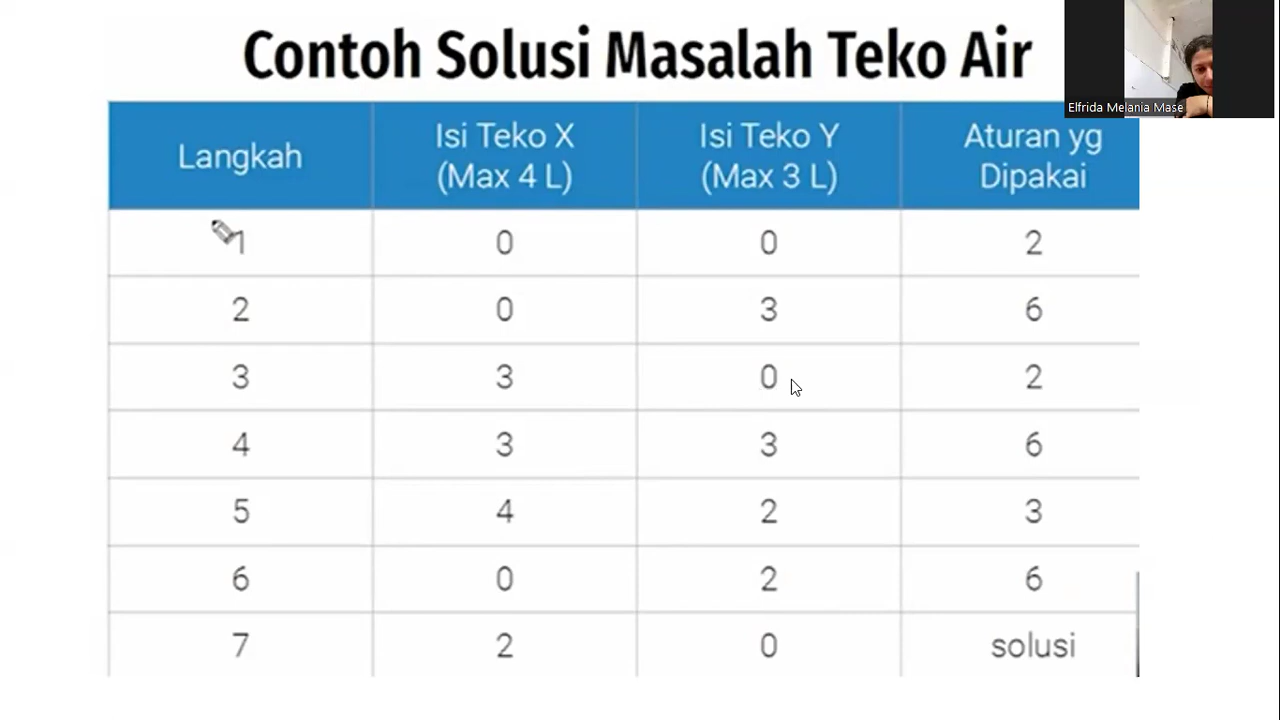 Contoh Solusi Masalah Teko Air
Elfrida Melania Mase
Langkah Isi Teko X (Max 4 L) Isi Teko Y (Max 3 L) Aturan yg Dipakai
1 0 0 2
2 0 3 6
3 3 0 2
4 3 3 6
5 4 2 3
6 0 2 6
7 2 0 solusi